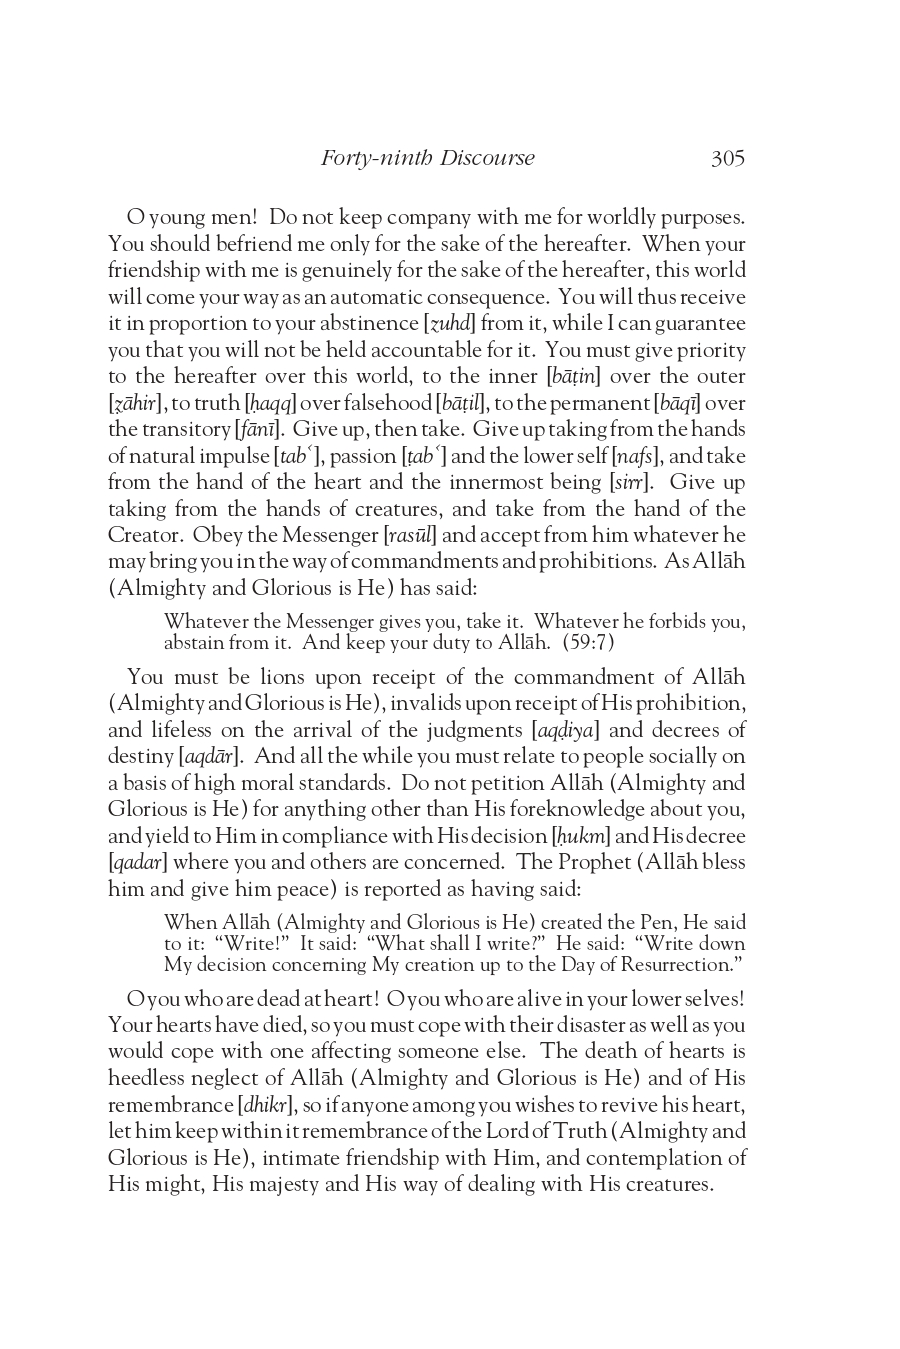 Forty-ninth Discourse 305
O young men! Do not keep company with me for worldly purposes.
You should befriend me only for the sake of the hereafter. When your
friendship with me is genuinely for the sake of the hereafter, this world
will come your way as an automatic consequence. You will thus receive
it in proportion to your abstinence [zuhd] from it, while I can guarantee
you that you will not be held accountable for it. You must give priority
to the hereafter over this world, to the inner [bāṭin] over the outer
[ẓāhir], to truth [ḥaqq] over falsehood [bāṭil], to the permanent [bāqī] over
the transitory [fānī]. Give up, then take. Give up taking from the hands
of natural impulse [tabʿ], passion [ṭabʿ] and the lower self [nafs], and take
from the hand of the heart and the innermost being [sirr]. Give up
taking from the hands of creatures, and take from the hand of the
Creator. Obey the Messenger [rasūl] and accept from him whatever he
may bring you in the way of commandments and prohibitions. As Allāh
(Almighty and Glorious is He) has said:
Whatever the Messenger gives you, take it. Whatever he forbids you,
abstain from it. And keep your duty to Allāh. (59:7)
You must be lions upon receipt of the commandment of Allāh
(Almighty and Glorious is He), invalids upon receipt of His prohibition,
and lifeless on the arrival of the judgments [aqḍiya] and decrees of
destiny [aqdār]. And all the while you must relate to people socially on
a basis of high moral standards. Do not petition Allāh (Almighty and
Glorious is He) for anything other than His foreknowledge about you,
and yield to Him in compliance with His decision [ḥukm] and His decree
[qadar] where you and others are concerned. The Prophet (Allāh bless
him and give him peace) is reported as having said:
When Allāh (Almighty and Glorious is He) created the Pen, He said
to it: “Write!” It said: “What shall I write?” He said: “Write down
My decision concerning My creation up to the Day of Resurrection.”
O you who are dead at heart! O you who are alive in your lower selves!
Your hearts have died, so you must cope with their disaster as well as you
would cope with one affecting someone else. The death of hearts is
heedless neglect of Allāh (Almighty and Glorious is He) and of His
remembrance [dhikr], so if anyone among you wishes to revive his heart,
let him keep within it remembrance of the Lord of Truth (Almighty and
Glorious is He), intimate friendship with Him, and contemplation of
His might, His majesty and His way of dealing with His creatures.